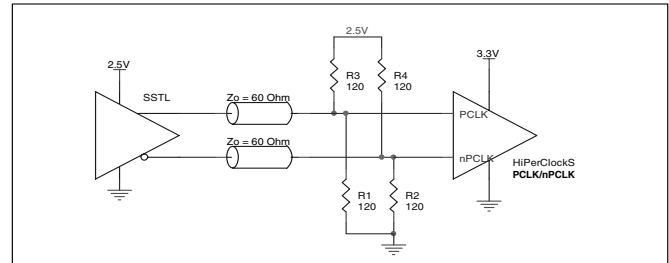 2.5V
3.3V
2.5V
R3
120
R4
120
SSTL
Zo = 60 Ohm
PCLK
Zo = 60 Ohm
nPCLK
HiPerClockS
PCLK/nPCLK
R1
120
R2
120